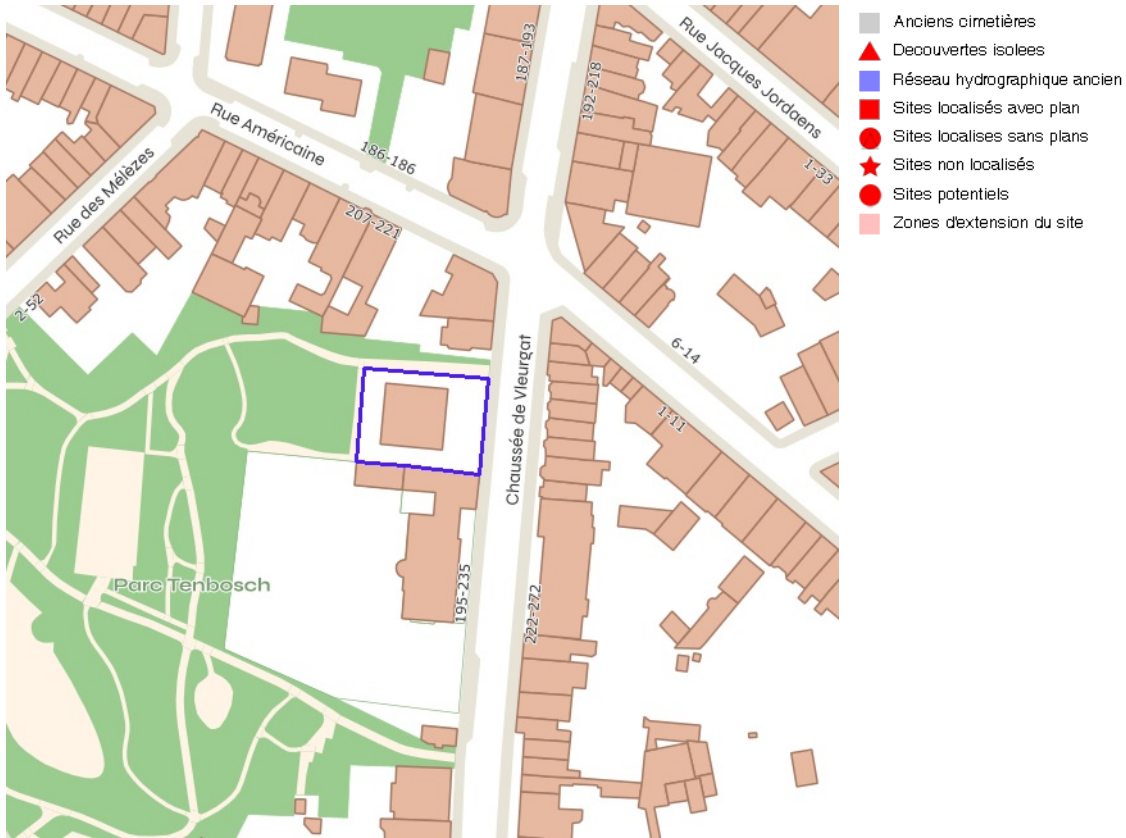 187-193
192-218
Rue Jacques Jordaens
1-33
Rue Américaine
186-186
207-221
Rue des Mélèzes
2-52
Chaussée de Vleurgat
6-14
1-11
Parc Tenbosch
195-235
222-272
Anciens cimetières
Decouvertes isolees
Réseau hydrographique ancien
Sites localisés avec plan
Sites localises sans plans
Sites non localisés
Sites potentiels
Zones d'extension du site